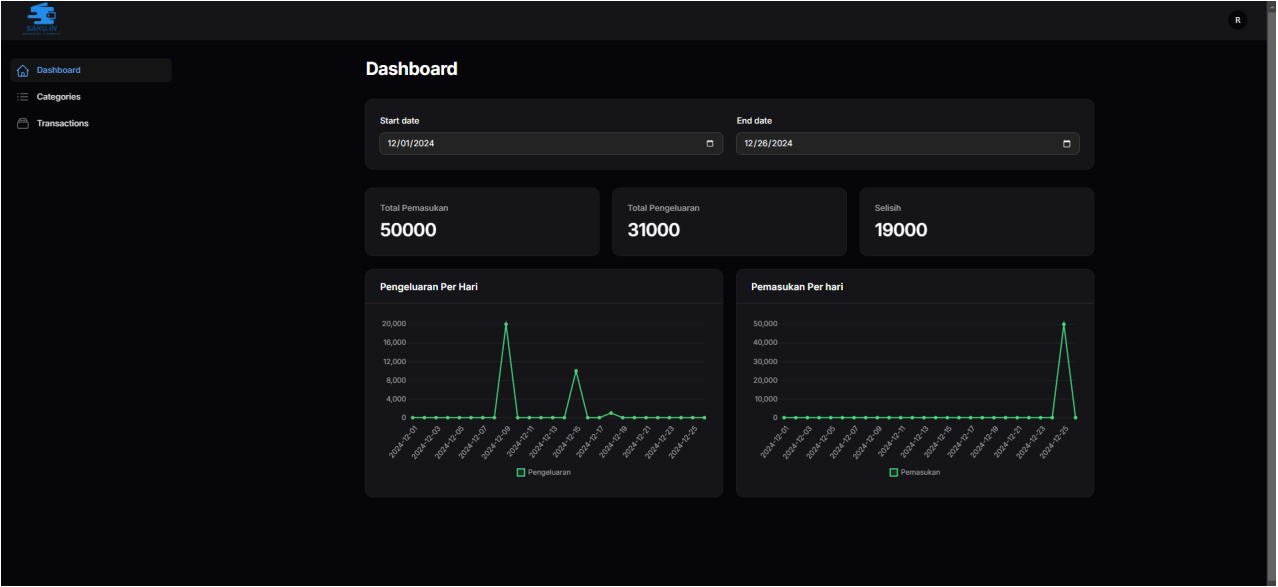 SAKU.IN
R
Dashboard
Categories
Transactions
Dashboard
Start date
End date
12/01/2024
12/26/2024
Total Pemasukan
50000
Total Pengeluaran
31000
Selisih
19000
Pengeluaran Per Hari
20,000
16,000
12,000
8,000
4,000
0
2024-12-01
2024-12-03
2024-12-05
2024-12-07
2024-12-09
2024-12-11
2024-12-13
2024-12-15
2024-12-17
2024-12-19
2024-12-21
2024-12-23
2024-12-25
Pengeluaran
Pemasukan Per hari
50,000
40,000
30,000
20,000
10,000
0
2024-12-01
2024-12-03
2024-12-05
2024-12-07
2024-12-09
2024-12-11
2024-12-13
2024-12-15
2024-12-17
2024-12-19
2024-12-21
2024-12-23
2024-12-25
Pemasukan